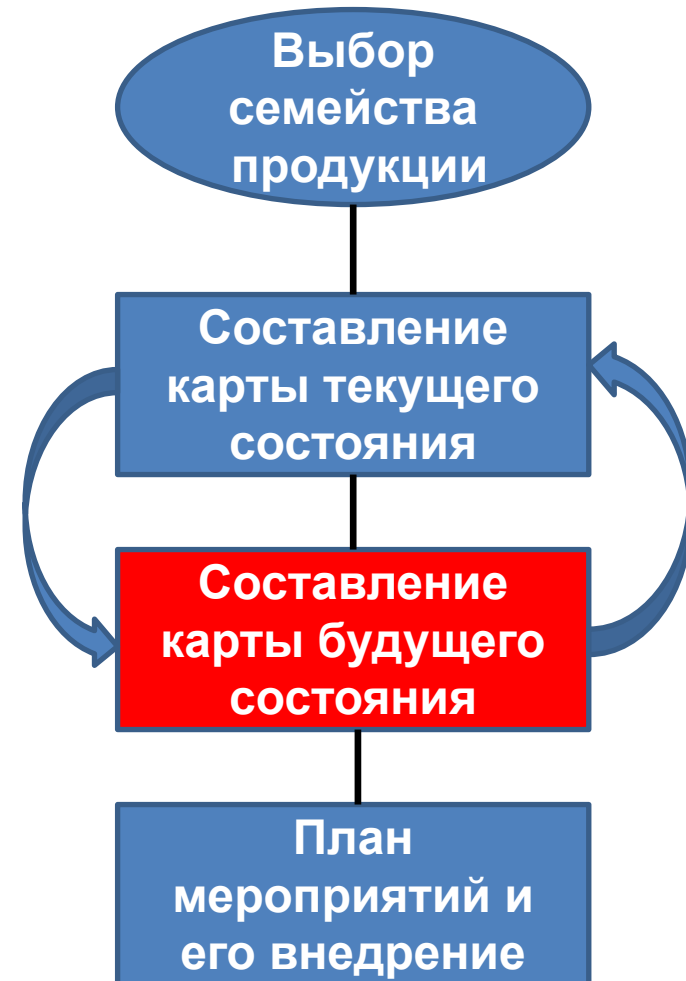 Выбор
семейства
продукции
Составление
карты текущего
состояния
Составление
карты будущего
состояния
План
мероприятий и
его внедрение